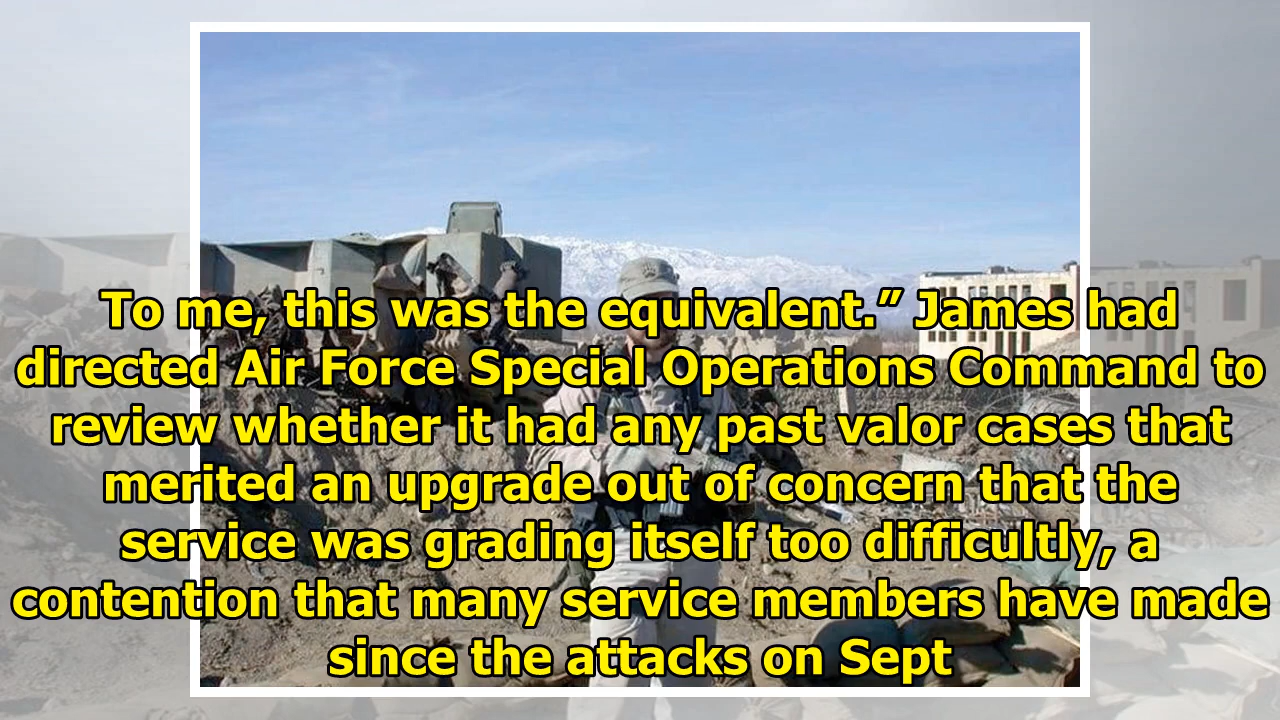 To me, this was the equivalent.” James had
directed Air Force Special Operations Command to
review whether it had any past valor cases that
merited an upgrade out of concern that the
service was grading itself too difficultly, a
contention that many service members have made
since the attacks on Sept